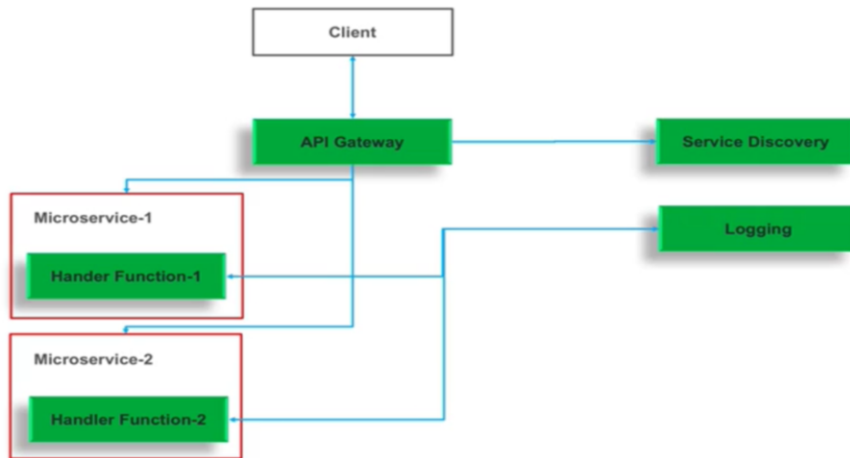 Client
API Gateway
Service Discovery
Microservice-1
Logging
Hander Function-1
Microservice-2
Handler Function-2